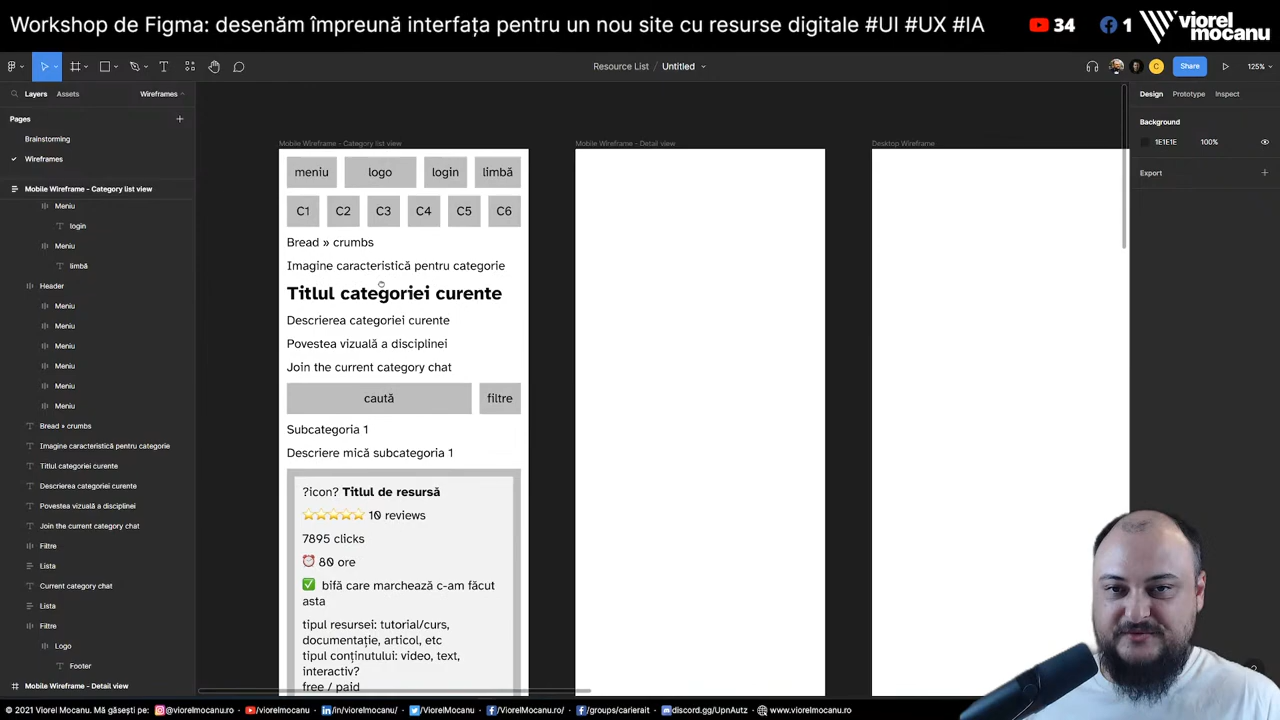 Workshop de Figma: desenăm împreună interfața pentru un nou site cu resurse digitale #UI #UX #IA
34
1
viorel
mocanu
Resource List / Untitled
C
Share
125%
Layers
Assets
Wireframes
Pages
Brainstorming
Wireframes
Mobile Wireframe - Category list view
Meniu
login
Meniu
limbă
Header
Meniu
Meniu
Meniu
Meniu
Meniu
Meniu
Bread » crumbs
Imagine caracteristică pentru categorie
Titlul categoriei curente
Descrierea categoriei curente
Povestea vizuală a disciplinei
Join the current category chat
Filtre
Lista
Current category chat
Lista
Filtre
Logo
Footer
Mobile Wireframe - Detail view
Mobile Wireframe - Category list view
meniu
logo
login
limbă
C1
C2
C3
C4
C5
C6
Bread » crumbs
Imagine caracteristică pentru categorie
Titlul categoriei curente
Descrierea categoriei curente
Povestea vizuală a disciplinei
Join the current category chat
caută
filtre
Subcategoria 1
Descriere mică subcategoria 1
?icon? Titlul de resursă
⭐⭐⭐⭐⭐ 10 reviews
7895 clicks
⏰ 80 ore
✅ bifă care marchează c-am făcut
asta
tipul resursei: tutorial/curs,
documentație, articol, etc
tipul conținutului: video, text,
interactiv?
free / paid
Mobile Wireframe - Detail view
Desktop Wireframe
Design
Prototype
Inspect
Background
1E1E1E
100%
Export
© 2021 Viorel Mocanu. Mă găsești pe:
@viorelmocanu
/viorelmocanu
/in/viorelmocanu/
/ViorelMocanu
/ViorelMocanu.ro/
/groups/carierait
discord.gg/UpnAutz
www.viorelmocanu.ro